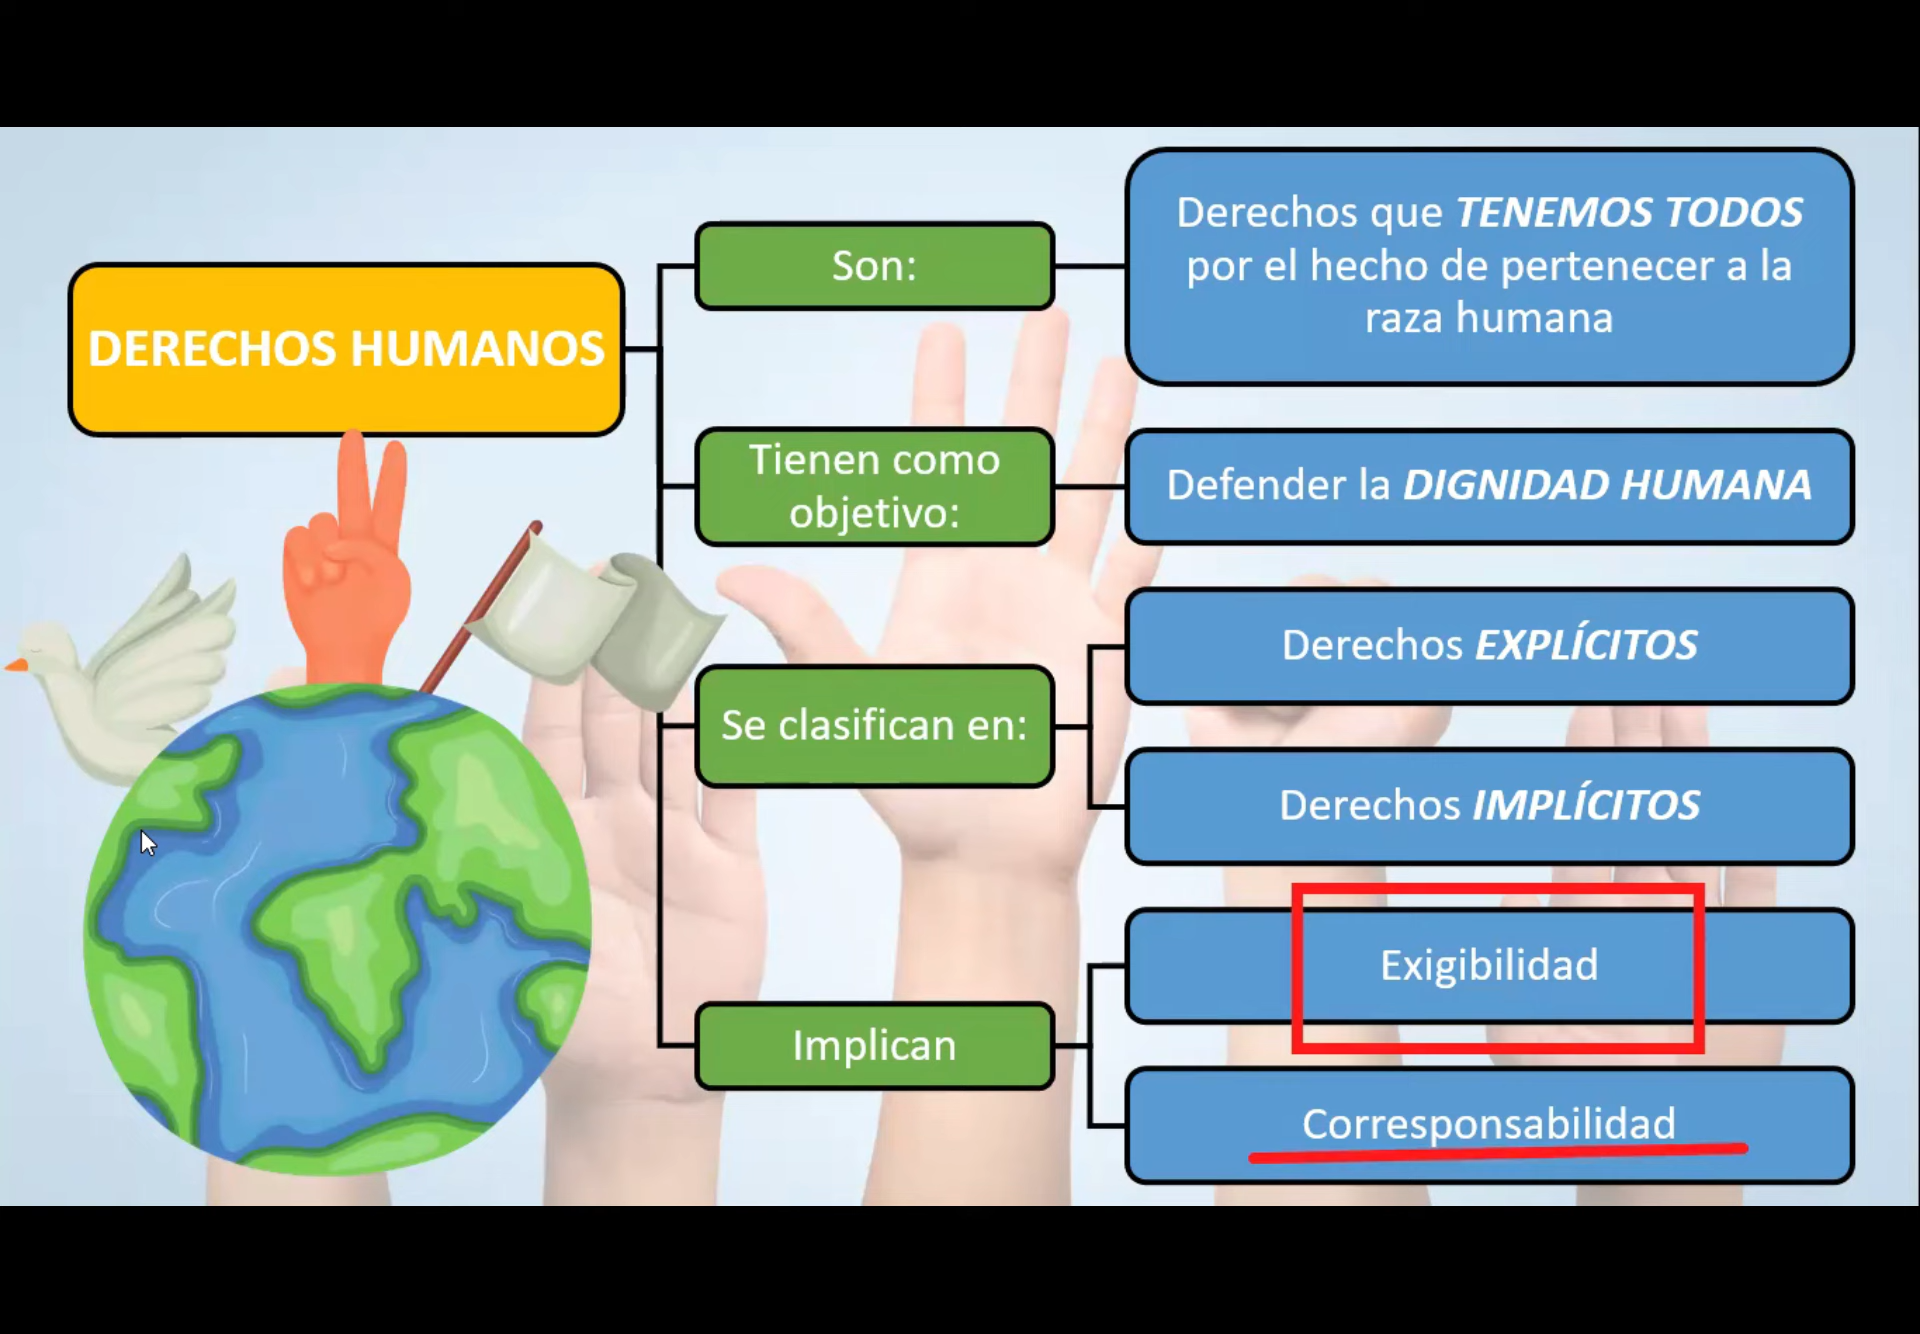 DERECHOS HUMANOS
Son:
Derechos que TENEMOS TODOS
por el hecho de pertenecer a la
raza humana
Tienen como
objetivo:
Defender la DIGNIDAD HUMANA
Se clasifican en:
Derechos EXPLÍCITOS
Derechos IMPLÍCITOS
Implican
Exigibilidad
Corresponsabilidad